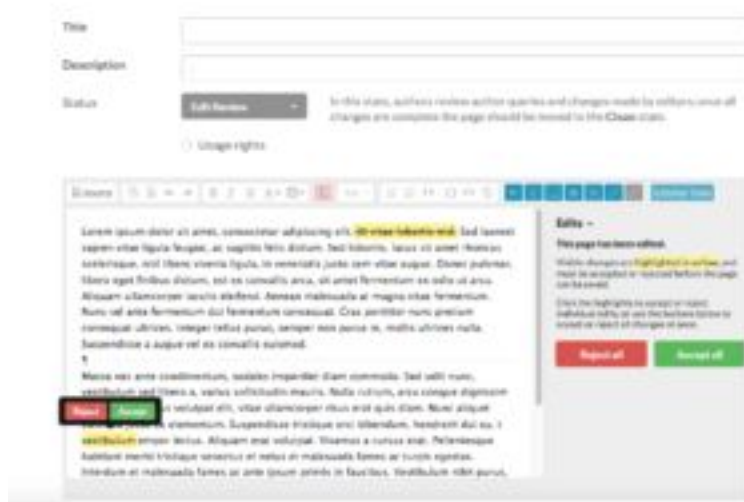 Title
Description
Status
Edit Review
In this state, authors review author queries and changes made by editors; once all
changes are complete the page should be moved to the Clean state.
Usage rights
Source
Lorem ipsum dolor sit amet, consectetur adipiscing elit. Sed laoreet
sapien vitae ligula feugiat, ac sagittis felis dictum. Sed lobortis, lacus sit amet rhoncus
scelerisque, nisl libero viverra ligula, in venenatis justo sem vitae augue. Donec pulvinar,
libero eget finibus dictum, est ex convallis arcu, sit amet fermentum ex odio ut arcu.
Aliquam ullamcorper iaculis eleifend. Aenean malesuada at magna vitae fermentum.
Nunc vel ante fermentum dui fermentum consequat. Cras porttitor nunc pretium
consequat ultrices. Integer tellus purus, semper non purus in, mollis ultrices nulla.
Suspendisse a augue vel ex convallis euismod.
¶
Massa nec ante condimentum, sodales imperdiet diam commodo. Sed velit nunc,
vestibulum sed libero a, varius sollicitudin mauris. Nulla rutrum, arcu congue dignissim
Reject Accept volutpat elit, vitae ullamcorper risus erat quis diam. Nunc aliquet
elementum. Suspendisse tristique orci bibendum, hendrerit dui eu,
vestibulum tempor lectus. Aliquam erat volutpat. Vivamus a cursus erat. Pellentesque
habitant morbi tristique senectus et netus et malesuada fames ac turpis egestas.
Interdum et malesuada fames ac ante ipsum primis in faucibus. Vestibulum nibh purus,
Edits
This page has been edited.
Visible changes are highlighted in yellow, and
must be accepted or rejected before the page
can be saved.
Click the highlights to accept or reject
individual edits, or use the buttons below to
accept or reject all changes at once.
Reject all
Accept all